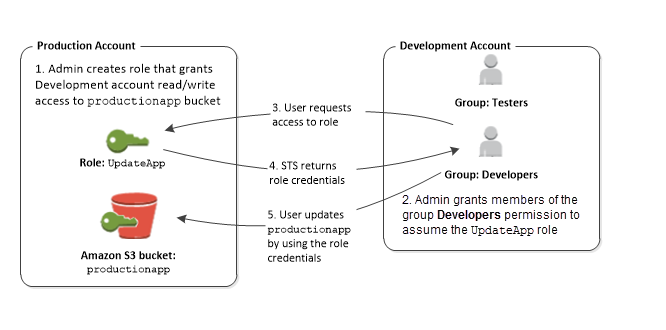 Production Account
1. Admin creates role that grants
Development account read/write
access to productionapp bucket
Role: UpdateApp
Amazon S3 bucket:
productionapp
3. User requests
access to role
4. STS returns
role credentials
5. User updates
productionapp
by using the role
credentials
Development Account
Group: Testers
Group: Developers
2. Admin grants members of the
group Developers permission to
assume the UpdateApp role